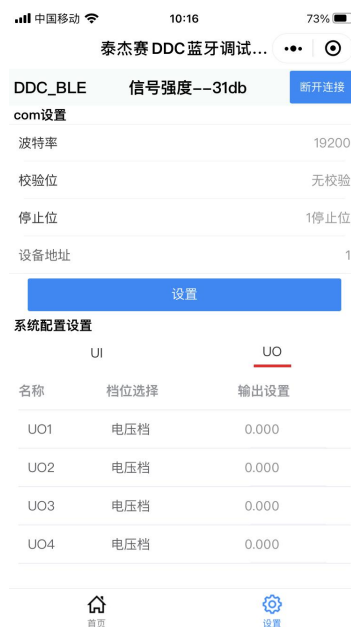 中国移动 10:16 73%
泰杰赛DDC蓝牙调试...
DDC_BLE 信号强度--31db 断开连接
com设置
波特率 19200
校验位 无校验
停止位 1停止位
设备地址 1
设置
系统配置设置
UI UO
名称 档位选择 输出设置
UO1 电压档 0.000
UO2 电压档 0.000
UO3 电压档 0.000
UO4 电压档 0.000
首页 设置